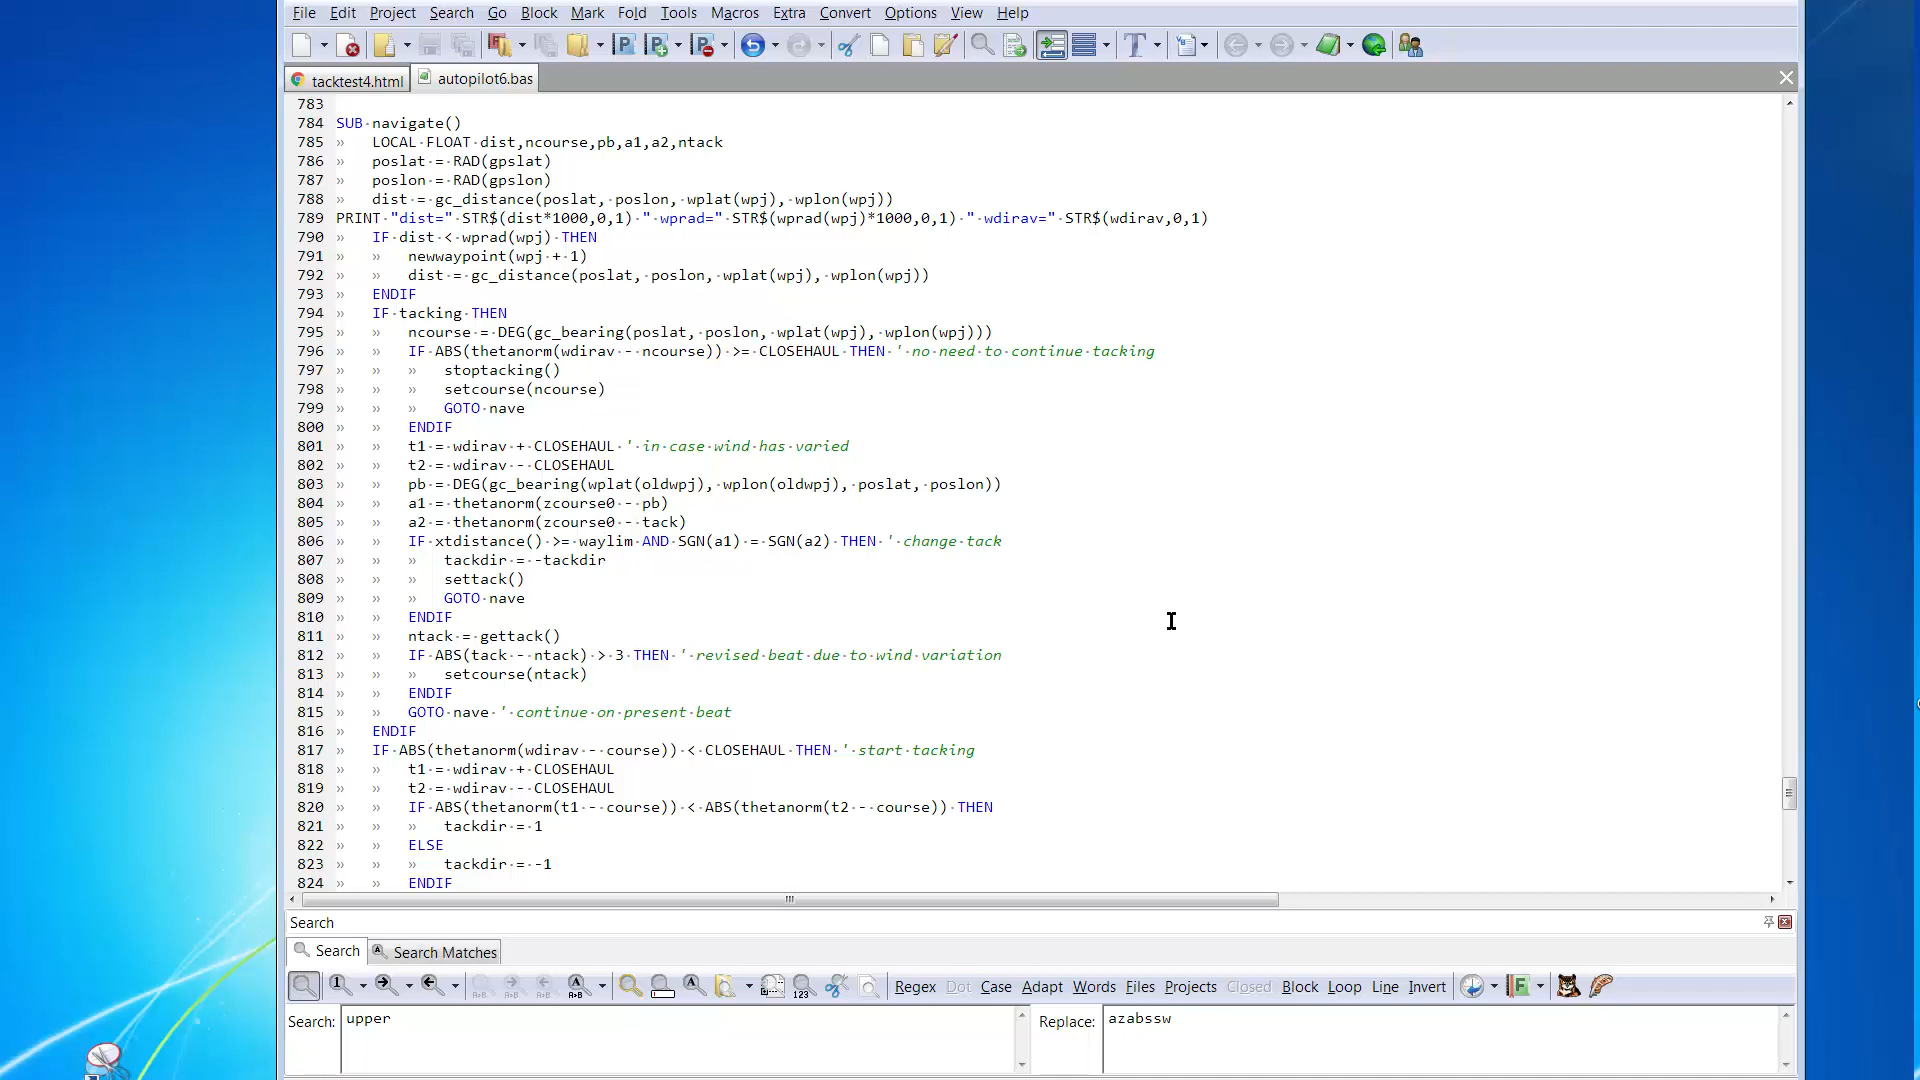 File Edit Project Search Go Block Mark Fold Tools Macros Extra Convert Options View Help
tacktest4.html autopilot6.bas
783
784 SUB navigate()
785 LOCAL FLOAT dist,ncourse,pb,a1,a2,ntack
786 poslat = RAD(gpslat)
787 poslon = RAD(gpslon)
788 dist = gc_distance(poslat, poslon, wplat(wpj), wplon(wpj))
789 PRINT "dist=" STR$(dist*1000,0,1) " wprad=" STR$(wprad(wpj)*1000,0,1) " wdirav=" STR$(wdirav,0,1)
790 IF dist < wprad(wpj) THEN
791 newwaypoint(wpj + 1)
792 dist = gc_distance(poslat, poslon, wplat(wpj), wplon(wpj))
793 ENDIF
794 IF tacking THEN
795 ncourse = DEG(gc_bearing(poslat, poslon, wplat(wpj), wplon(wpj)))
796 IF ABS(thetanorm(wdirav - ncourse)) >= CLOSEHAUL THEN ' no need to continue tacking
797 stoptacking()
798 setcourse(ncourse)
799 GOTO nave
800 ENDIF
801 t1 = wdirav + CLOSEHAUL ' in case wind has varied
802 t2 = wdirav - CLOSEHAUL
803 pb = DEG(gc_bearing(wplat(oldwpj), wplon(oldwpj), poslat, poslon))
804 a1 = thetanorm(zcourse0 - pb)
805 a2 = thetanorm(zcourse0 - tack)
806 IF xtdistance() >= waylim AND SGN(a1) = SGN(a2) THEN ' change tack
807 tackdir = -tackdir
808 settack()
809 GOTO nave
810 ENDIF
811 ntack = gettack()
812 IF ABS(tack - ntack) > 3 THEN ' revised beat due to wind variation
813 setcourse(ntack)
814 ENDIF
815 GOTO nave ' continue on present beat
816 ENDIF
817 IF ABS(thetanorm(wdirav - course)) < CLOSEHAUL THEN ' start tacking
818 t1 = wdirav + CLOSEHAUL
819 t2 = wdirav - CLOSEHAUL
820 IF ABS(thetanorm(t1 - course)) < ABS(thetanorm(t2 - course)) THEN
821 tackdir = 1
822 ELSE
823 tackdir = -1
824 ENDIF
Search
Search Search Matches
Regex Dot Case Adapt Words Files Projects Closed Block Loop Line Invert
Search: upper Replace: azabssw